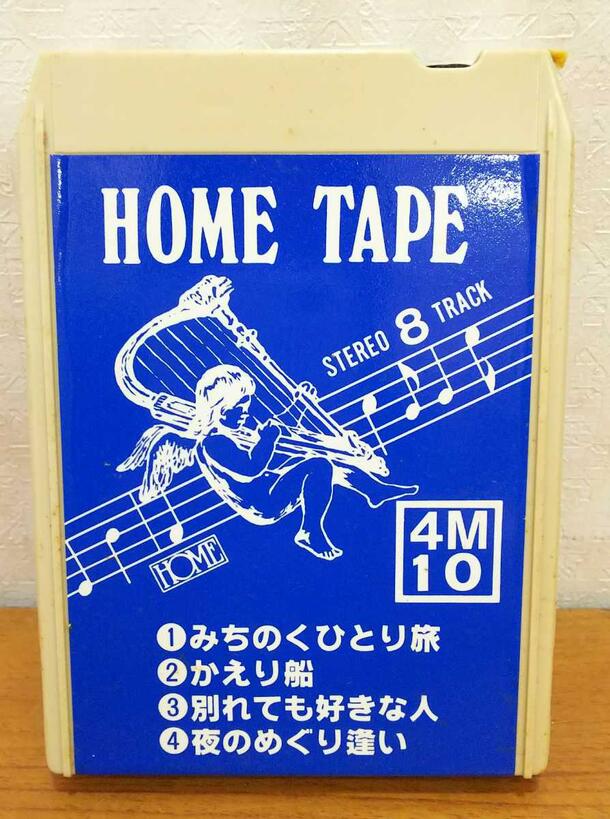 HOME TAPE
STEREO 8 TRACK
HOME
4M
10
❶みちのくひとり旅
❷かえり船
❸別れても好きな人
❹夜のめぐり逢い